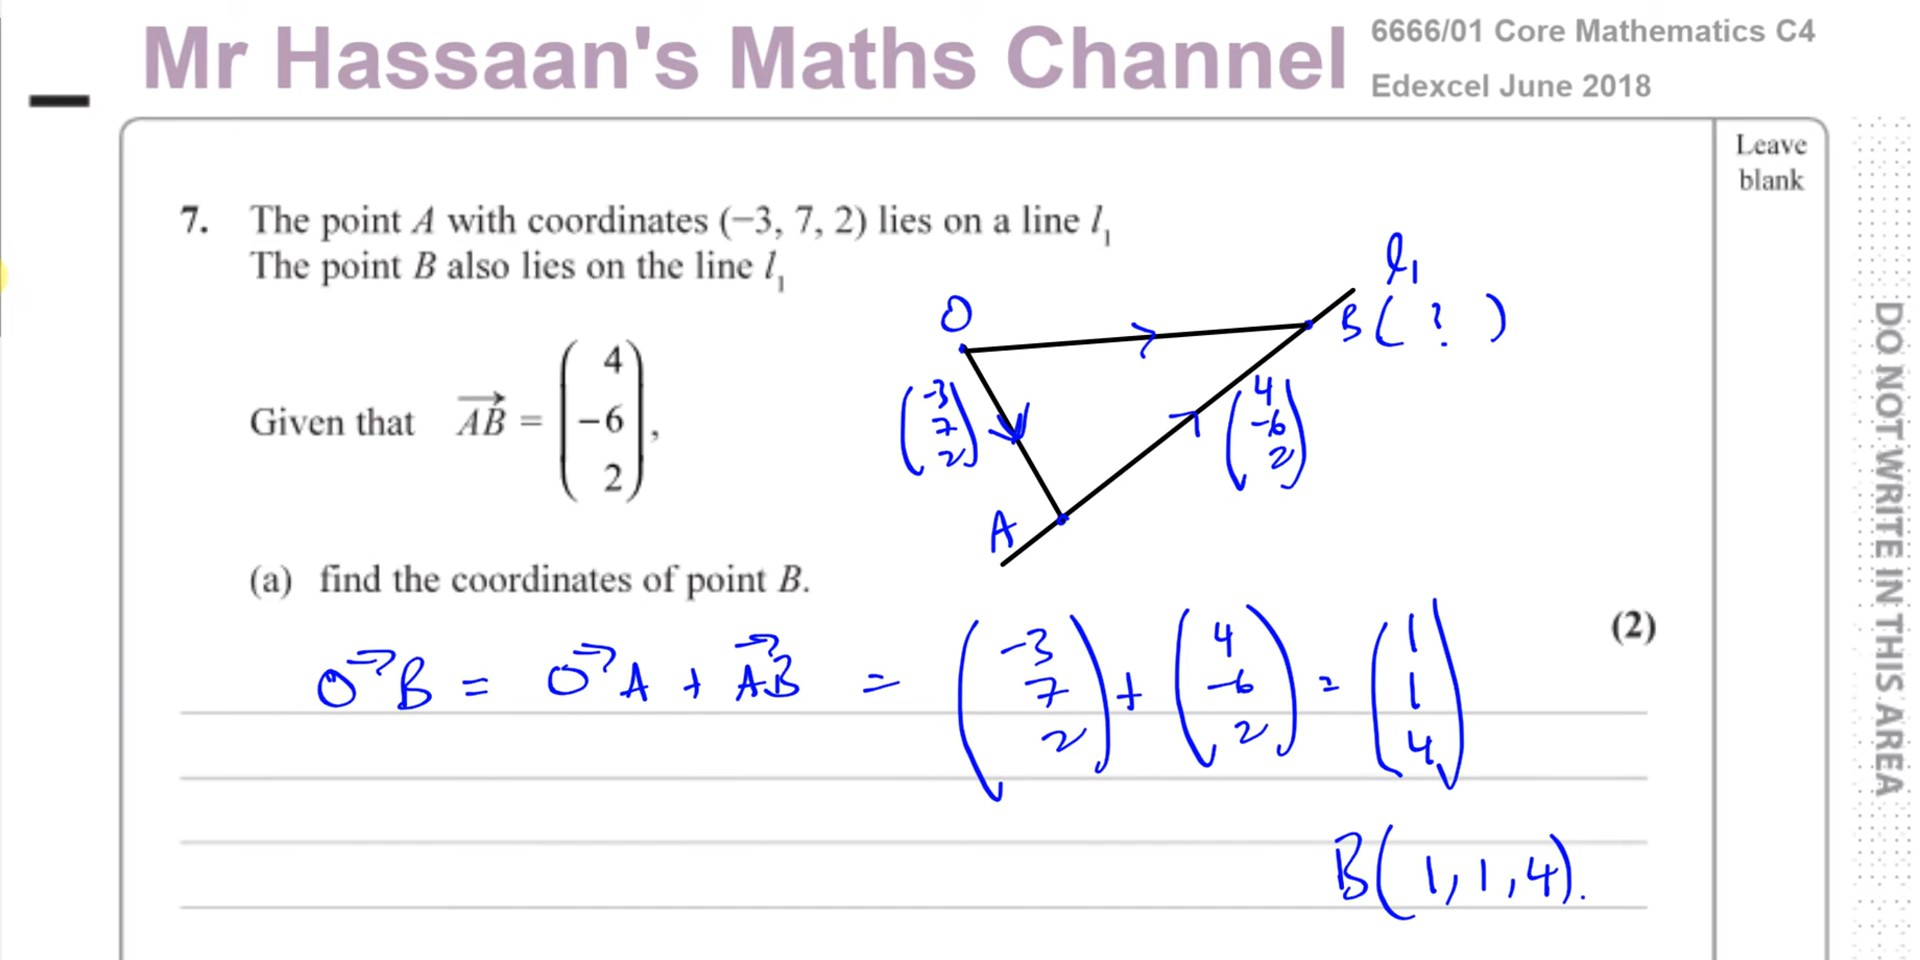 Mr Hassaan's Maths Channel
6666/01 Core Mathematics C4
Edexcel June 2018
Leave
blank
7. The point A with coordinates (−3, 7, 2) lies on a line l₁
The point B also lies on the line l₁
l₁
O
B( ? )
Given that AB⃗ = (4
−6
2),
(-3
7
2)
(4
-6
2)
A
(a) find the coordinates of point B.
(2)
OB⃗ = OA⃗ + AB⃗ = (-3
7
2) + (4
-6
2) = (1
1
4)
B(1,1,4).
DO NOT WRITE IN THIS AREA